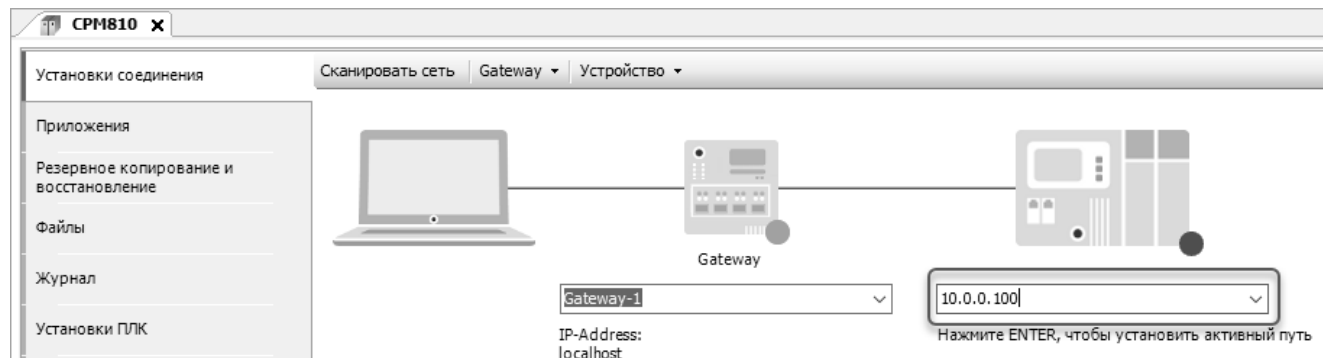 CPM810 x
Установки соединения
Приложения
Резервное копирование и
восстановление
Файлы
Журнал
Установки ПЛК
Сканировать сеть Gateway Устройство
Gateway
Gateway-1
IP-Address:
localhost
10.0.0.100
Нажмите ENTER, чтобы установить активный путь